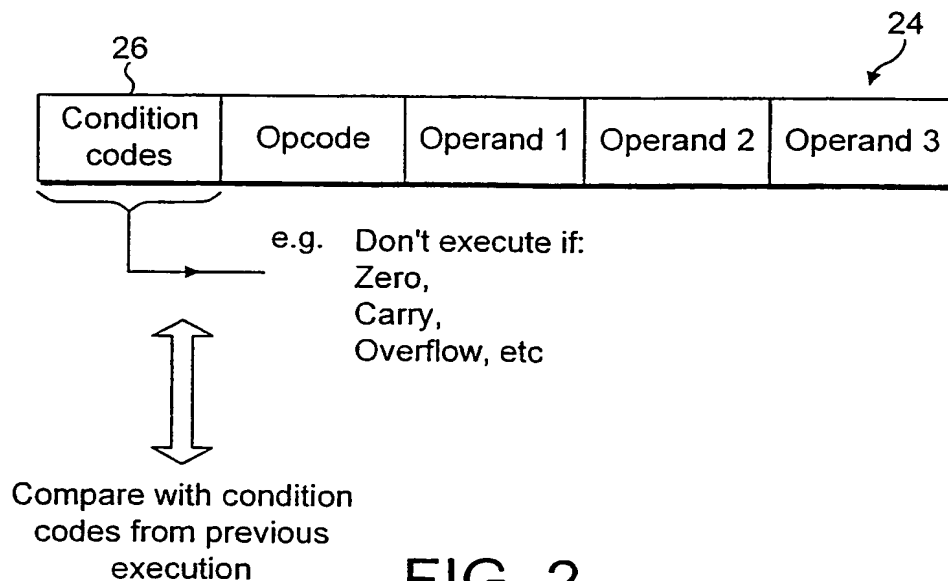 24
26
Condition
codes
Opcode
Operand 1
Operand 2
Operand 3
e.g. Don't execute if:
Zero,
Carry,
Overflow, etc
Compare with condition
codes from previous
execution
FIG. 2